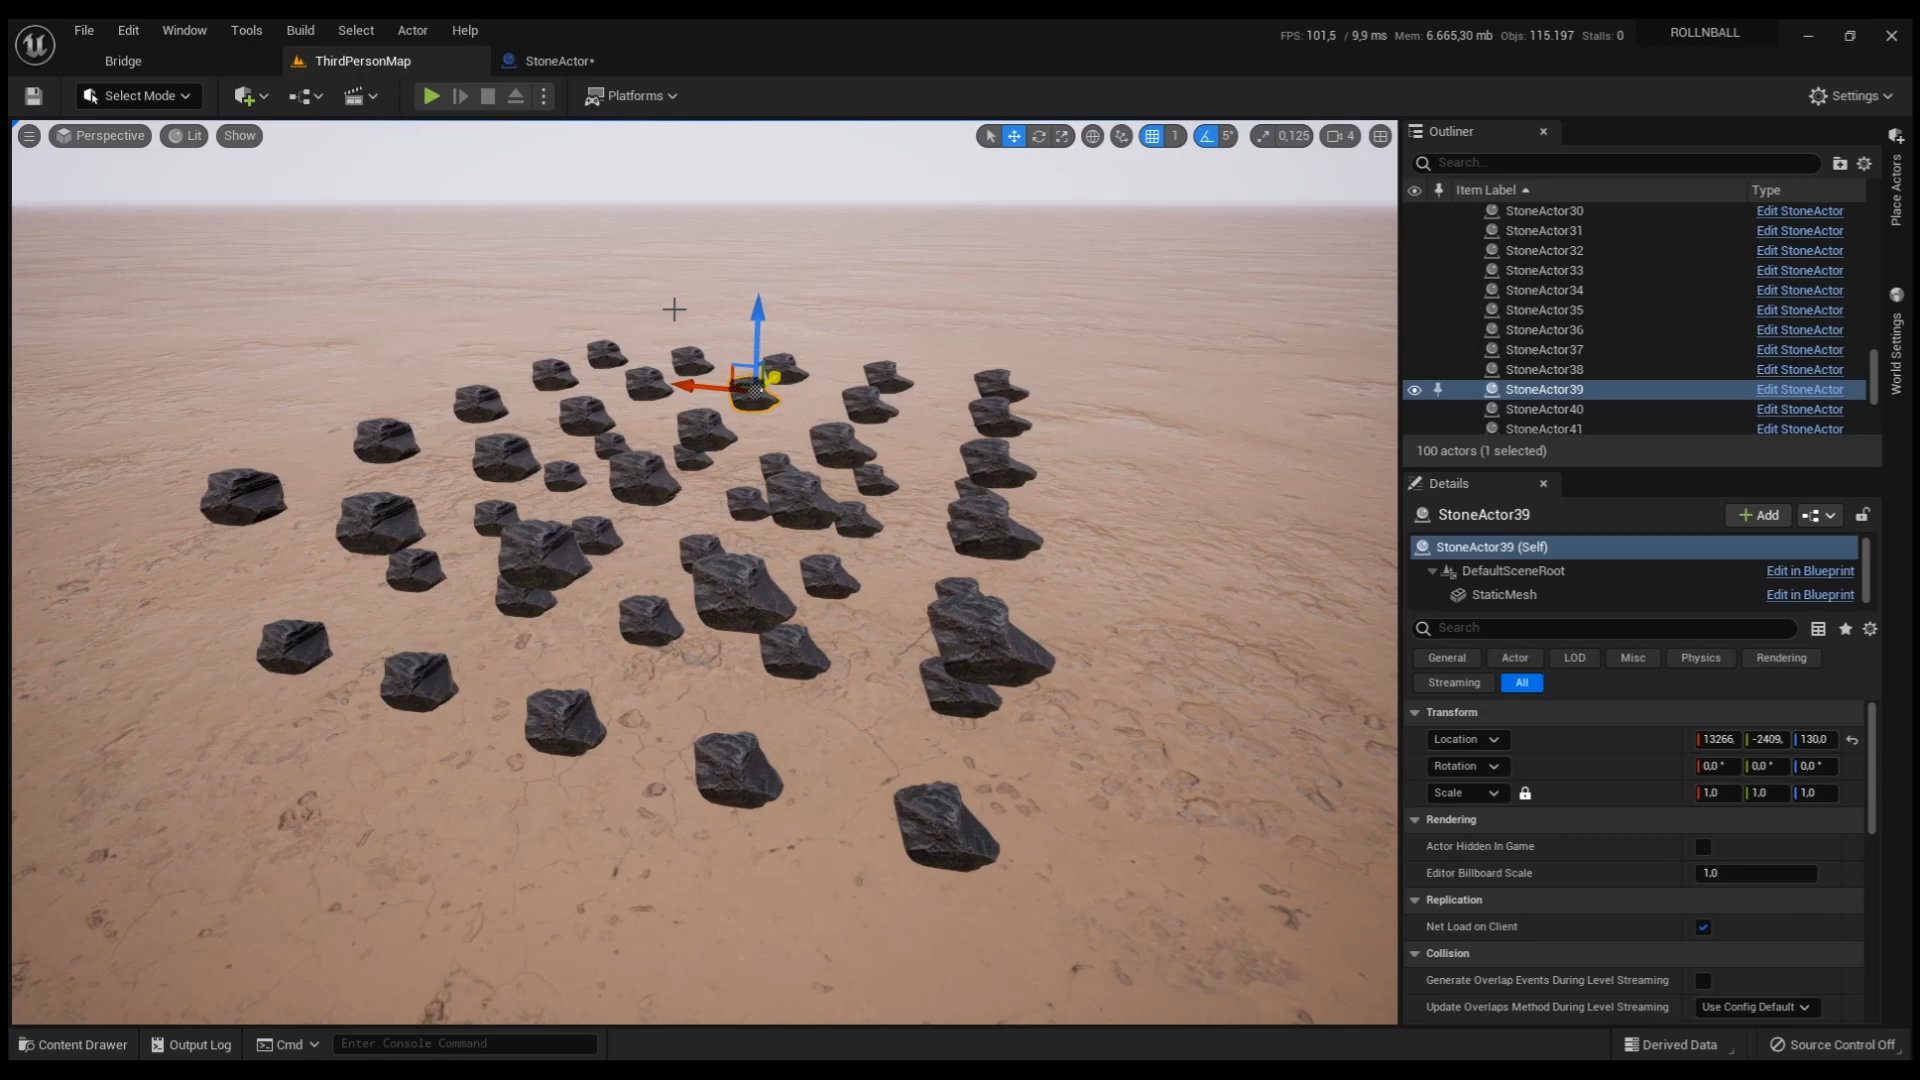 File Edit Window Tools Build Select Actor Help
FPS: 101,5 / 9,9 ms Mem: 6.665,30 mb Objs: 115.197 Stalls: 0
ROLLNBALL
Bridge
ThirdPersonMap
StoneActor*
Select Mode
Platforms
Settings
Perspective
Lit
Show
1
5°
0,125
4
Outliner
Search...
Item Label
Type
StoneActor30 Edit StoneActor
StoneActor31 Edit StoneActor
StoneActor32 Edit StoneActor
StoneActor33 Edit StoneActor
StoneActor34 Edit StoneActor
StoneActor35 Edit StoneActor
StoneActor36 Edit StoneActor
StoneActor37 Edit StoneActor
StoneActor38 Edit StoneActor
StoneActor39 Edit StoneActor
StoneActor40 Edit StoneActor
StoneActor41 Edit StoneActor
100 actors (1 selected)
Place Actors
World Settings
Details
StoneActor39
Add
StoneActor39 (Self)
DefaultSceneRoot Edit in Blueprint
StaticMesh Edit in Blueprint
Search
General Actor LOD Misc Physics Rendering
Streaming All
Transform
Location 13266, -2409, 130,0
Rotation 0,0 ° 0,0 ° 0,0 °
Scale 1,0 1,0 1,0
Rendering
Actor Hidden In Game
Editor Billboard Scale 1,0
Replication
Net Load on Client
Collision
Generate Overlap Events During Level Streaming
Update Overlaps Method During Level Streaming Use Config Default
Content Drawer
Output Log
Cmd
Enter Console Command
Derived Data
Source Control Off